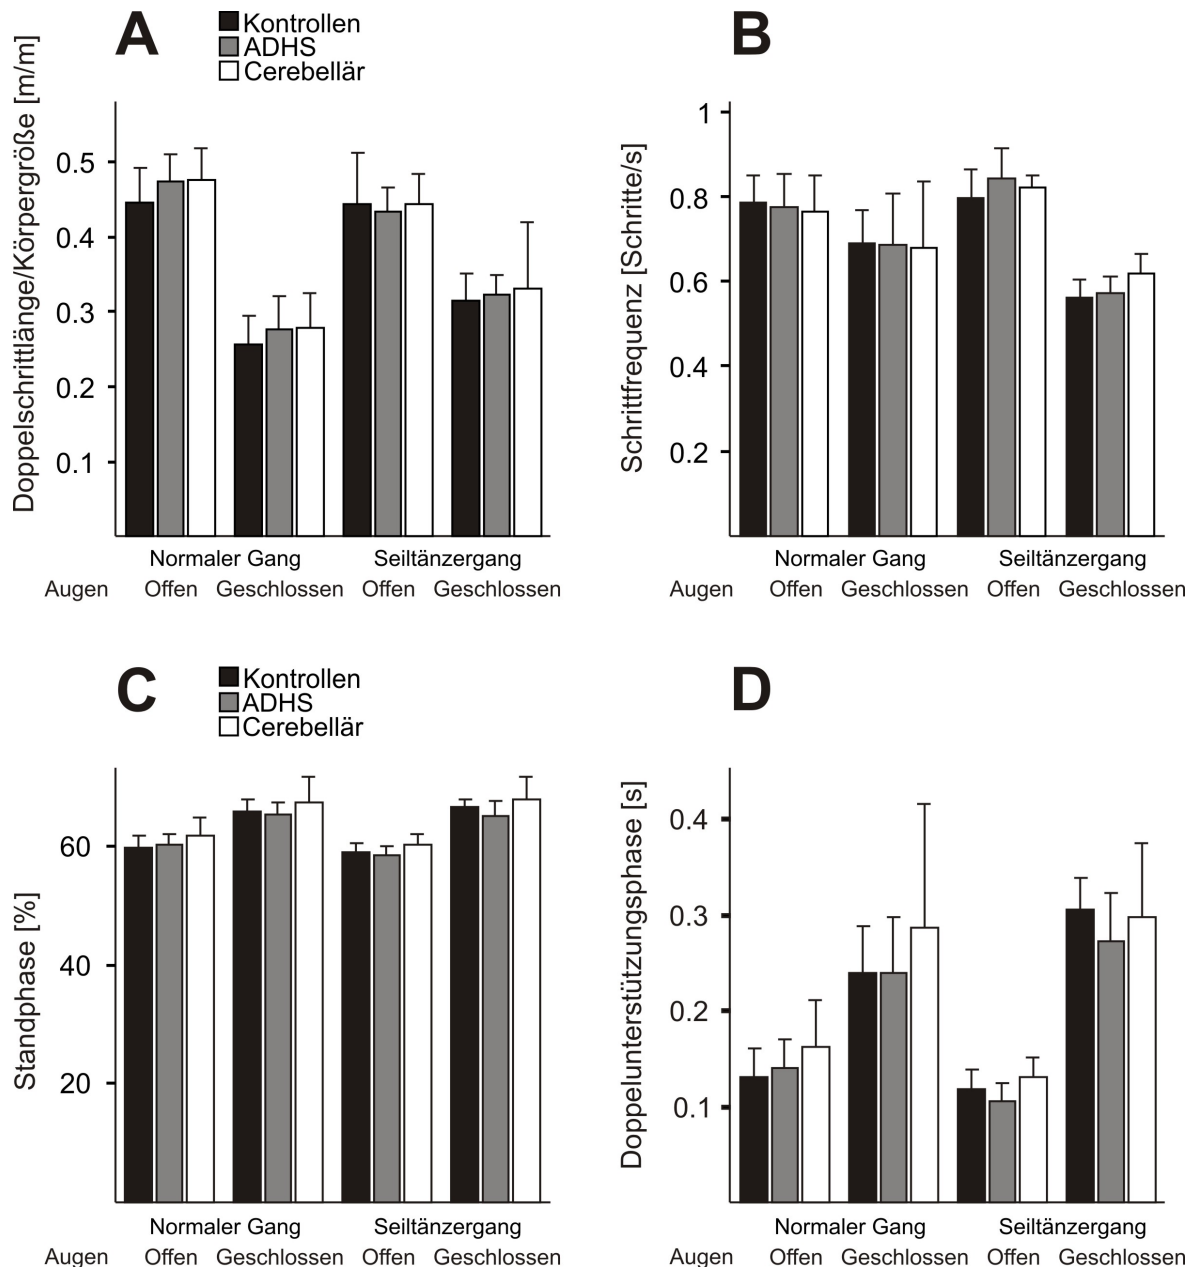 A
Kontrollen
ADHS
Cerebellär
Doppelschrittlänge/Körpergröße [m/m]
0.5
0.4
0.3
0.2
0.1
Normaler Gang Seiltänzergang
Augen Offen Geschlossen Offen Geschlossen
B
Schrittfrequenz [Schritte/s]
1
0.8
0.6
0.4
0.2
Normaler Gang Seiltänzergang
Augen Offen Geschlossen Offen Geschlossen
C
Kontrollen
ADHS
Cerebellär
Standphase [%]
60
40
20
Normaler Gang Seiltänzergang
Augen Offen Geschlossen Offen Geschlossen
D
Doppelunterstützungsphase [s]
0.4
0.3
0.2
0.1
Normaler Gang Seiltänzergang
Augen Offen Geschlossen Offen Geschlossen